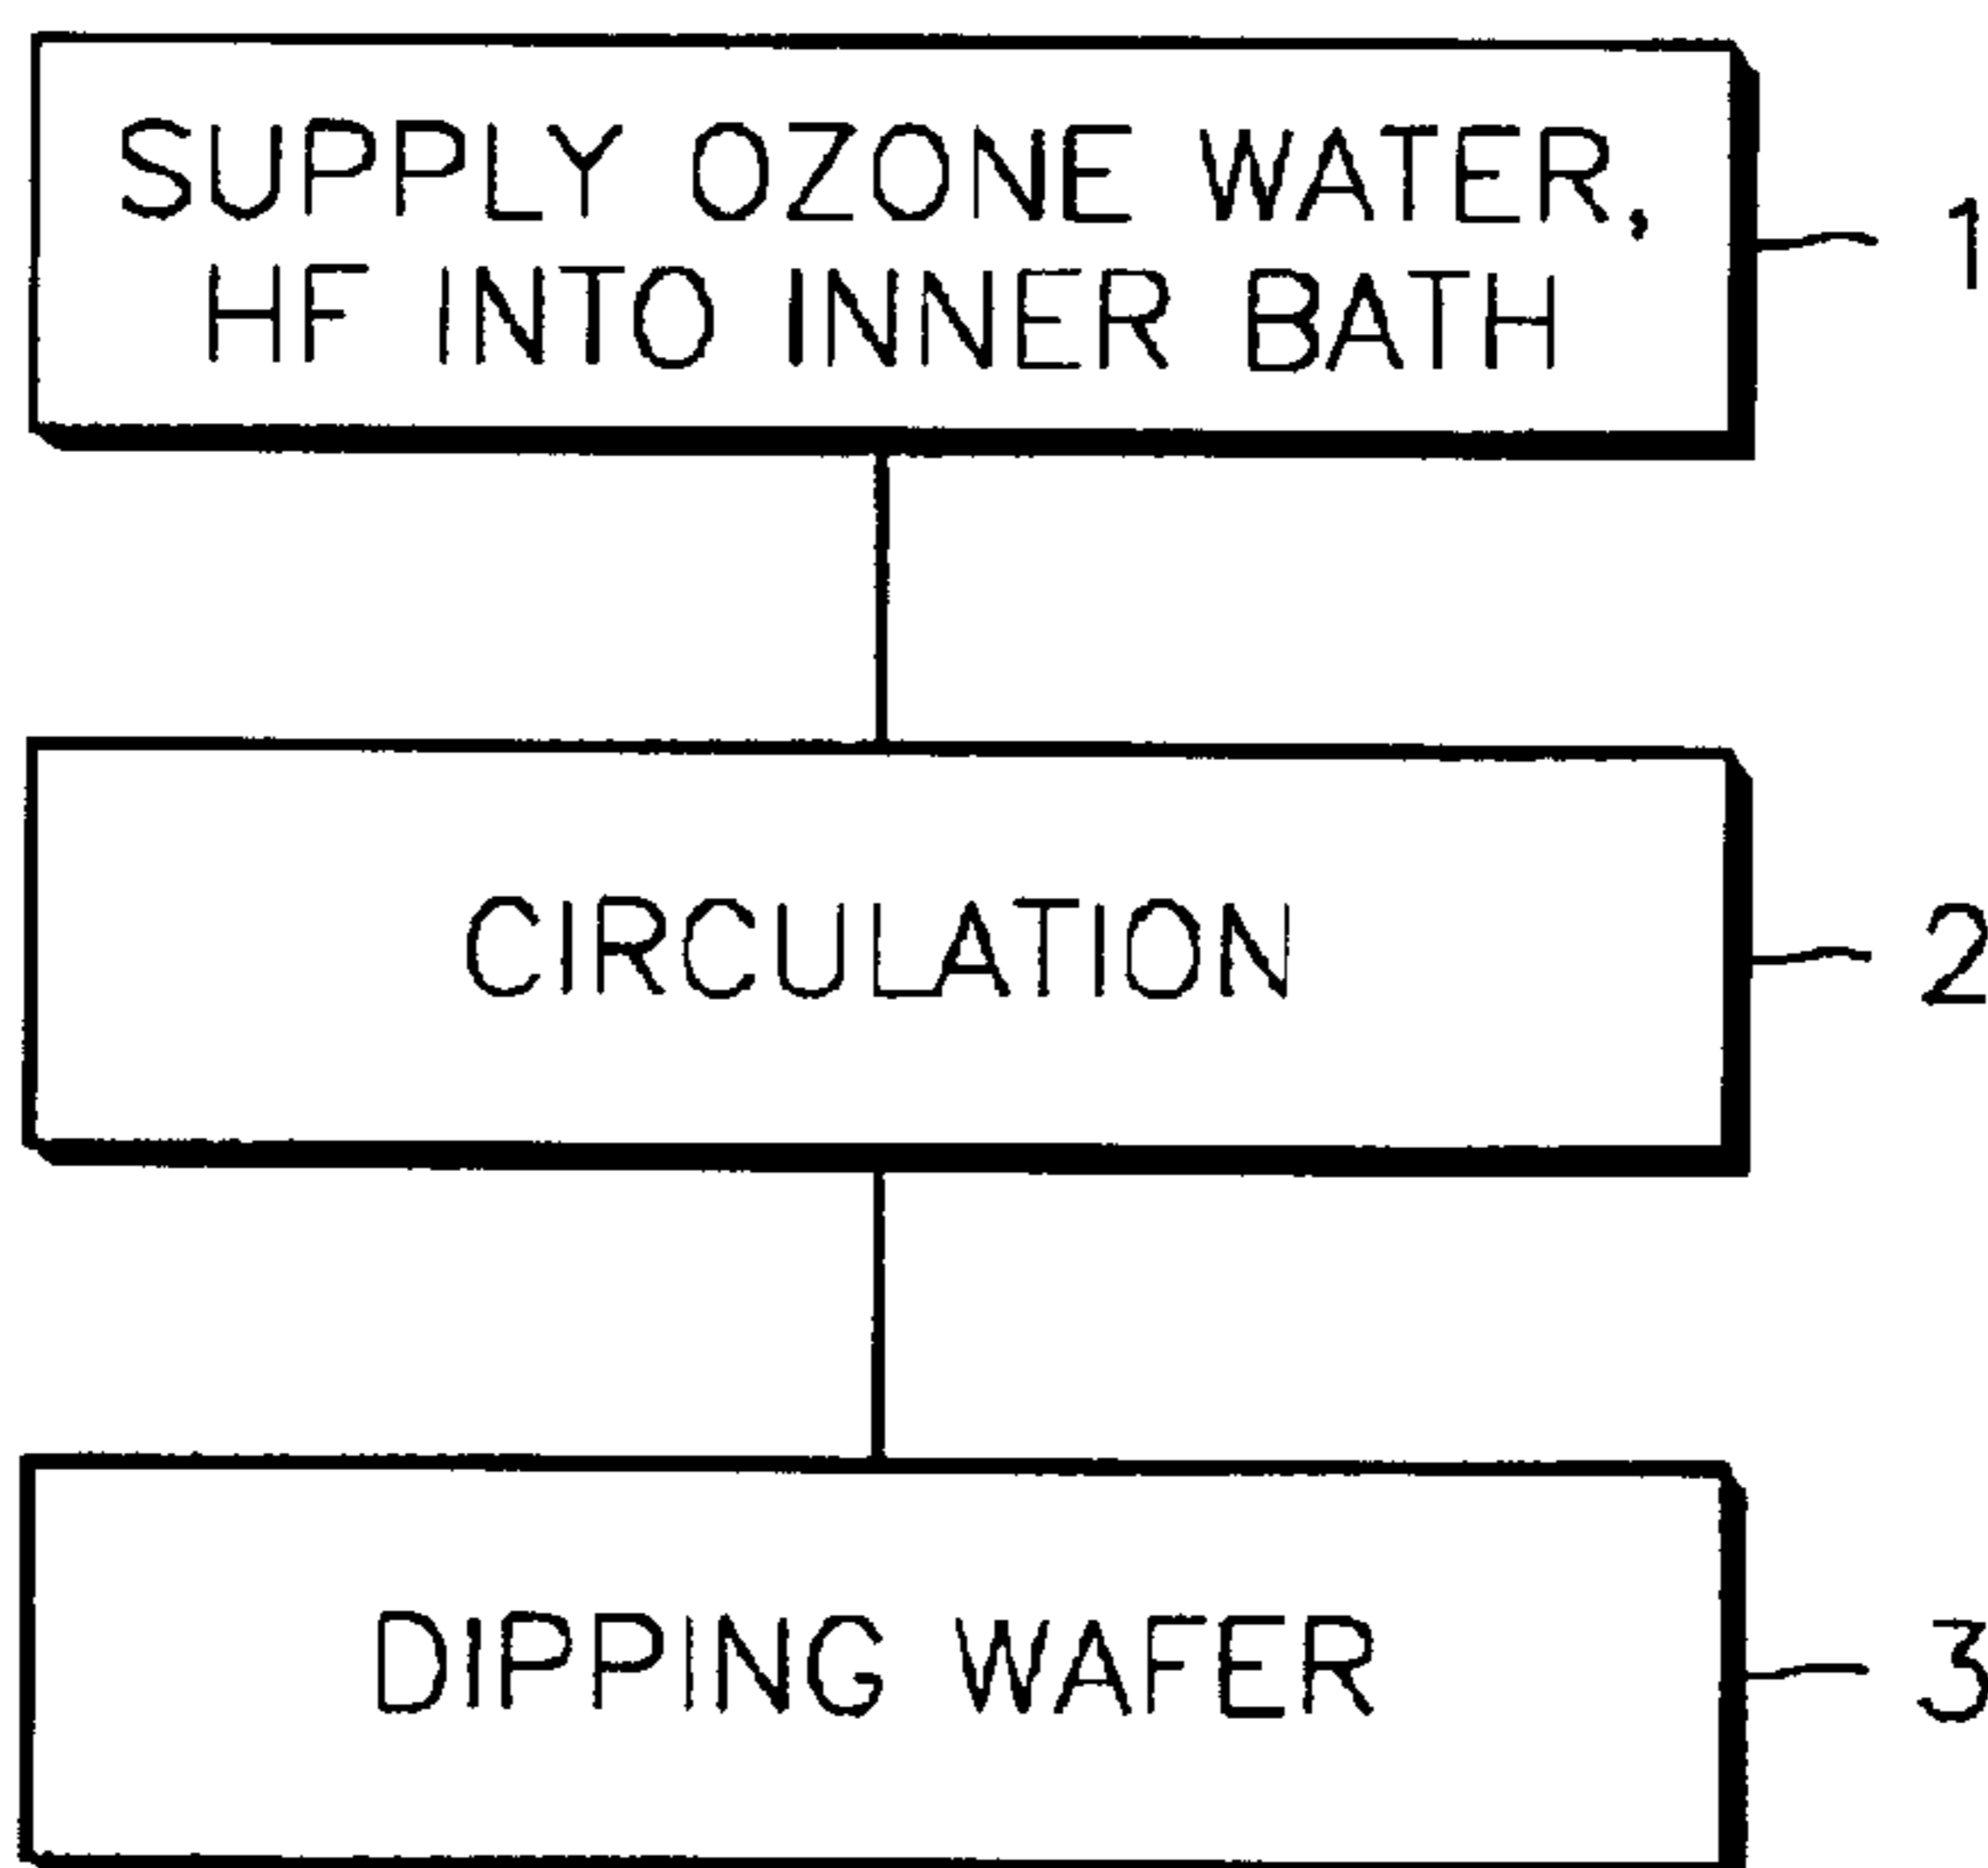 SUPPLY OZONE WATER,
HF INTO INNER BATH
1
CIRCULATION
2
DIPPING WAFER
3